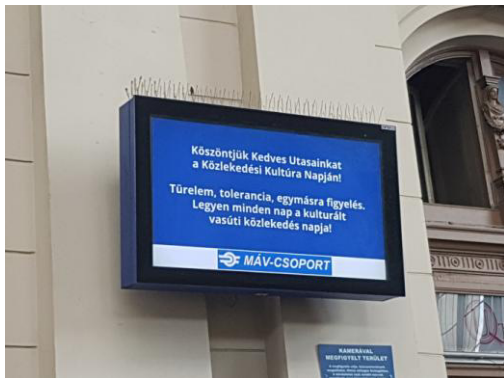 Köszöntjük Kedves Utasainkat
a Közlekedési Kultúra Napján!
Türelem, tolerancia, egymásra figyelés.
Legyen minden nap a kulturált
vasúti közlekedés napja!
MÁV-CSOPORT
KAMERÁVAL
MEGFIGYELT TERÜLET